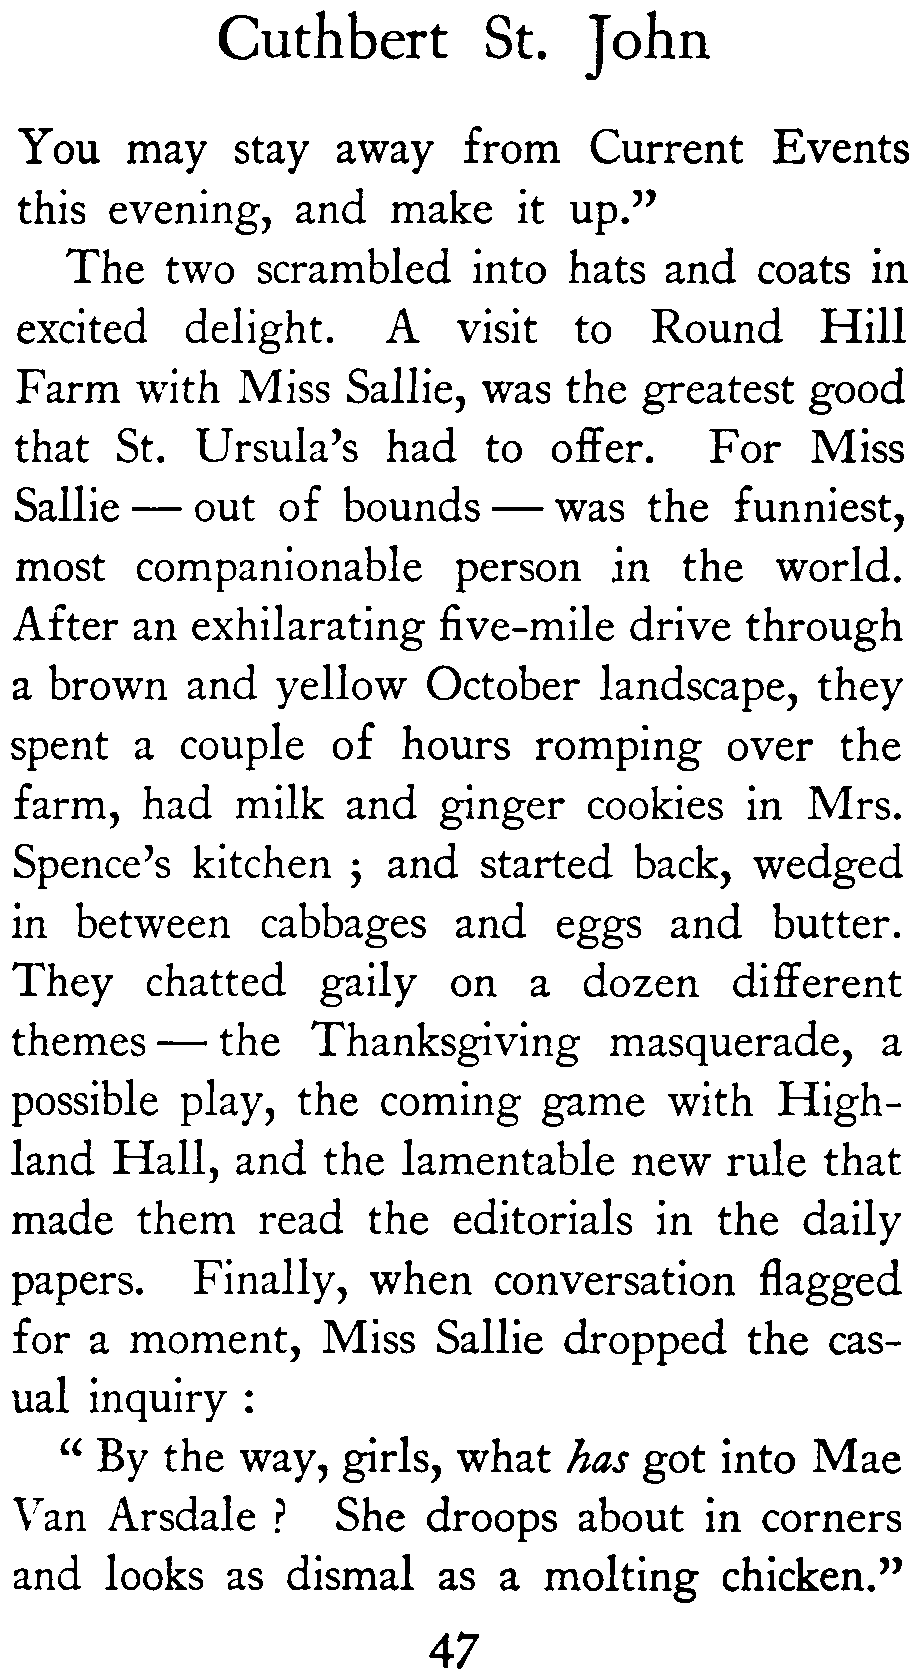 Cuthbert St. John
You may stay away from Current Events
this evening, and make it up.”
The two scrambled into hats and coats in
excited delight. A visit to Round Hill
Farm with Miss Sallie, was the greatest good
that St. Ursula’s had to offer. For Miss
Sallie — out of bounds — was the funniest,
most companionable person in the world.
After an exhilarating five-mile drive through
a brown and yellow October landscape, they
spent a couple of hours romping over the
farm, had milk and ginger cookies in Mrs.
Spence’s kitchen ; and started back, wedged
in between cabbages and eggs and butter.
They chatted gaily on a dozen different
themes — the Thanksgiving masquerade, a
possible play, the coming game with High-
land Hall, and the lamentable new rule that
made them read the editorials in the daily
papers. Finally, when conversation flagged
for a moment, Miss Sallie dropped the cas-
ual inquiry :
“ By the way, girls, what has got into Mae
Van Arsdale ? She droops about in corners
and looks as dismal as a molting chicken.”
47